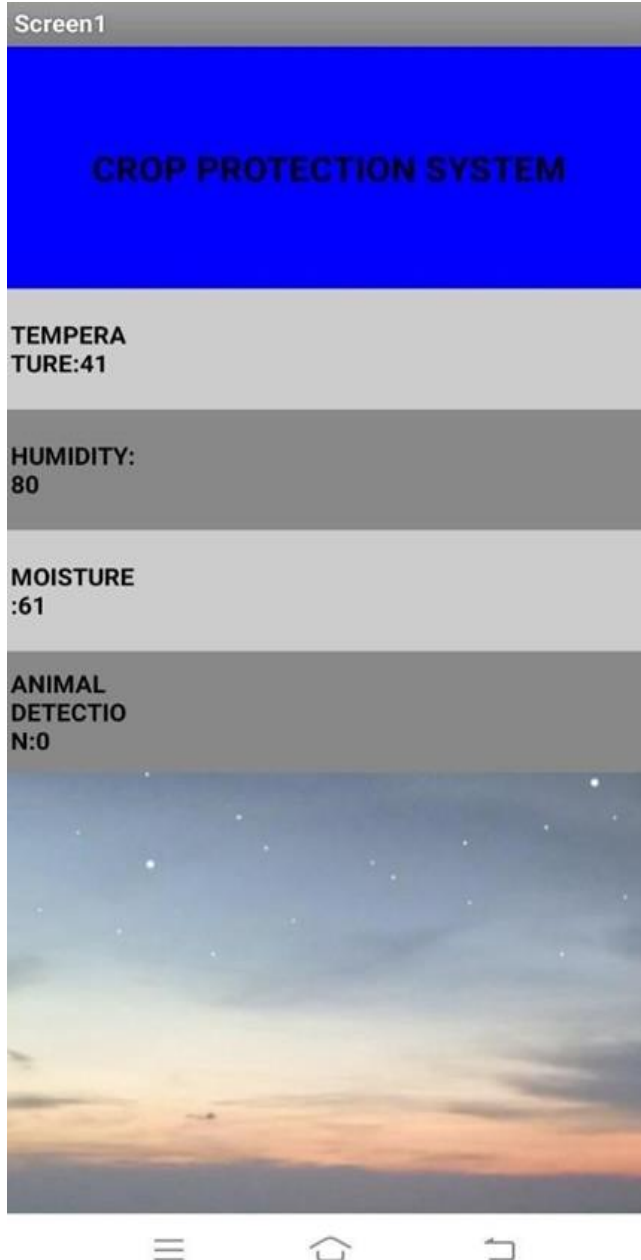 Screen1
CROP PROTECTION SYSTEM
TEMPERA
TURE:41
HUMIDITY:
80
MOISTURE
:61
ANIMAL
DETECTIO
N:0